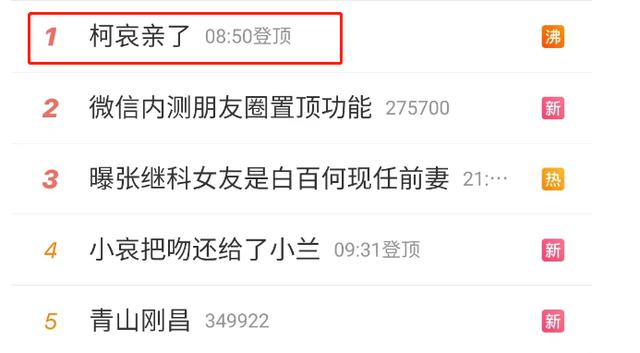 1 柯哀亲了 08:50登顶 沸
2 微信内测朋友圈置顶功能 275700 新
3 曝张继科女友是白百何现任前妻 21:… 热
4 小哀把吻还给了小兰 09:31登顶 新
5 青山刚昌 349922 新